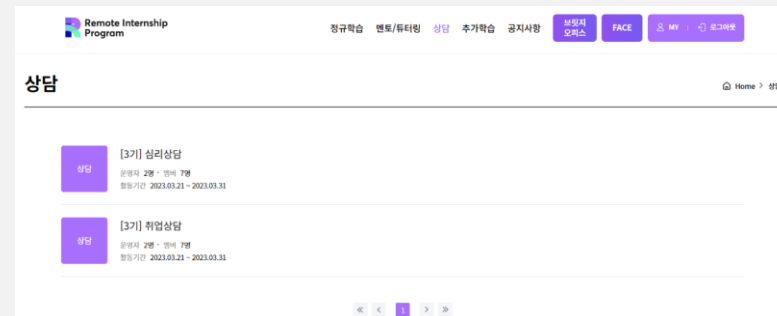 Remote Internship
Program
정규학습 멘토/튜터링 상담 추가학습 공지사항 브릿지 오피스 FACE MY 로그아웃
상담
Home > 상담
상담
[3기] 심리상담
운영자 2명 · 멤버 7명
활동기간 2023.03.21 ~ 2023.03.31
상담
[3기] 취업상담
운영자 2명 · 멤버 7명
활동기간 2023.03.21 ~ 2023.03.31
« < 1 > »